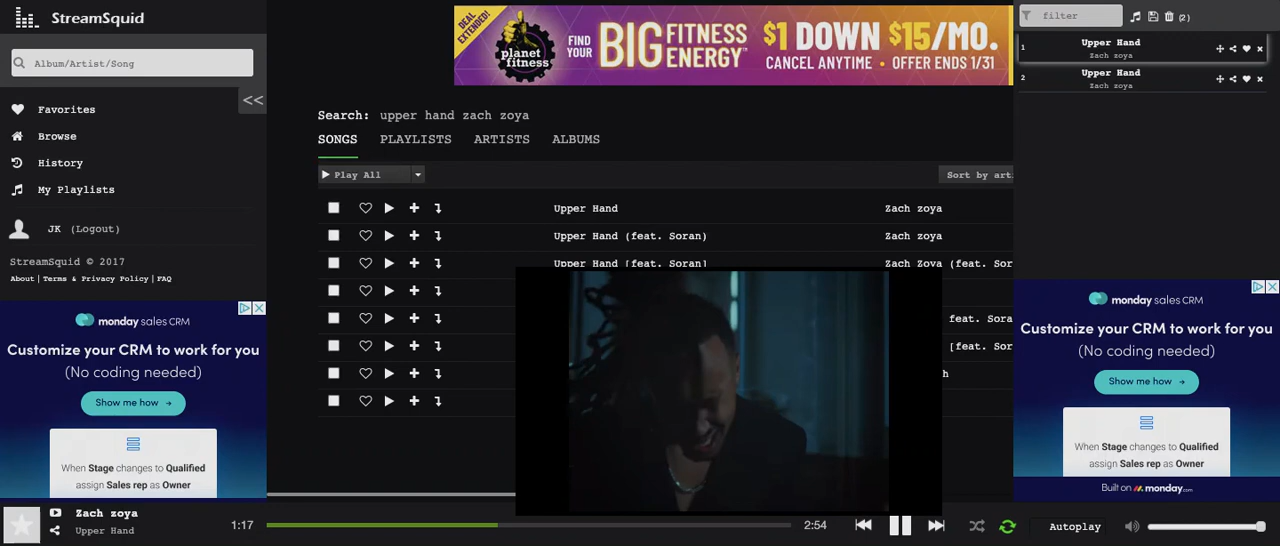 StreamSquid
Album/Artist/Song
<<
Favorites
Browse
History
My Playlists
JK (Logout)
StreamSquid © 2017
About | Terms & Privacy Policy | FAQ
monday sales CRM
Customize your CRM to work for you
(No coding needed)
Show me how →
When Stage changes to Qualified
assign Sales rep as Owner
DEAL EXTENDED!
planet fitness
FIND YOUR BIG FITNESS ENERGY™
$1 DOWN $15/MO.
CANCEL ANYTIME • OFFER ENDS 1/31
Search: upper hand zach zoya
SONGS PLAYLISTS ARTISTS ALBUMS
Play All
Sort by art
Upper Hand Zach zoya
Upper Hand (feat. Soran) Zach zoya
Upper Hand [feat. Soran] Zach Zoya (feat. Sor
feat. Sora
[feat. Sor
h
filter
(2)
1 Upper Hand
Zach zoya
2 Upper Hand
Zach zoya
monday sales CRM
Customize your CRM to work for you
(No coding needed)
Show me how →
When Stage changes to Qualified
assign Sales rep as Owner
Built on monday.com
Zach zoya
Upper Hand
1:17
2:54
Autoplay